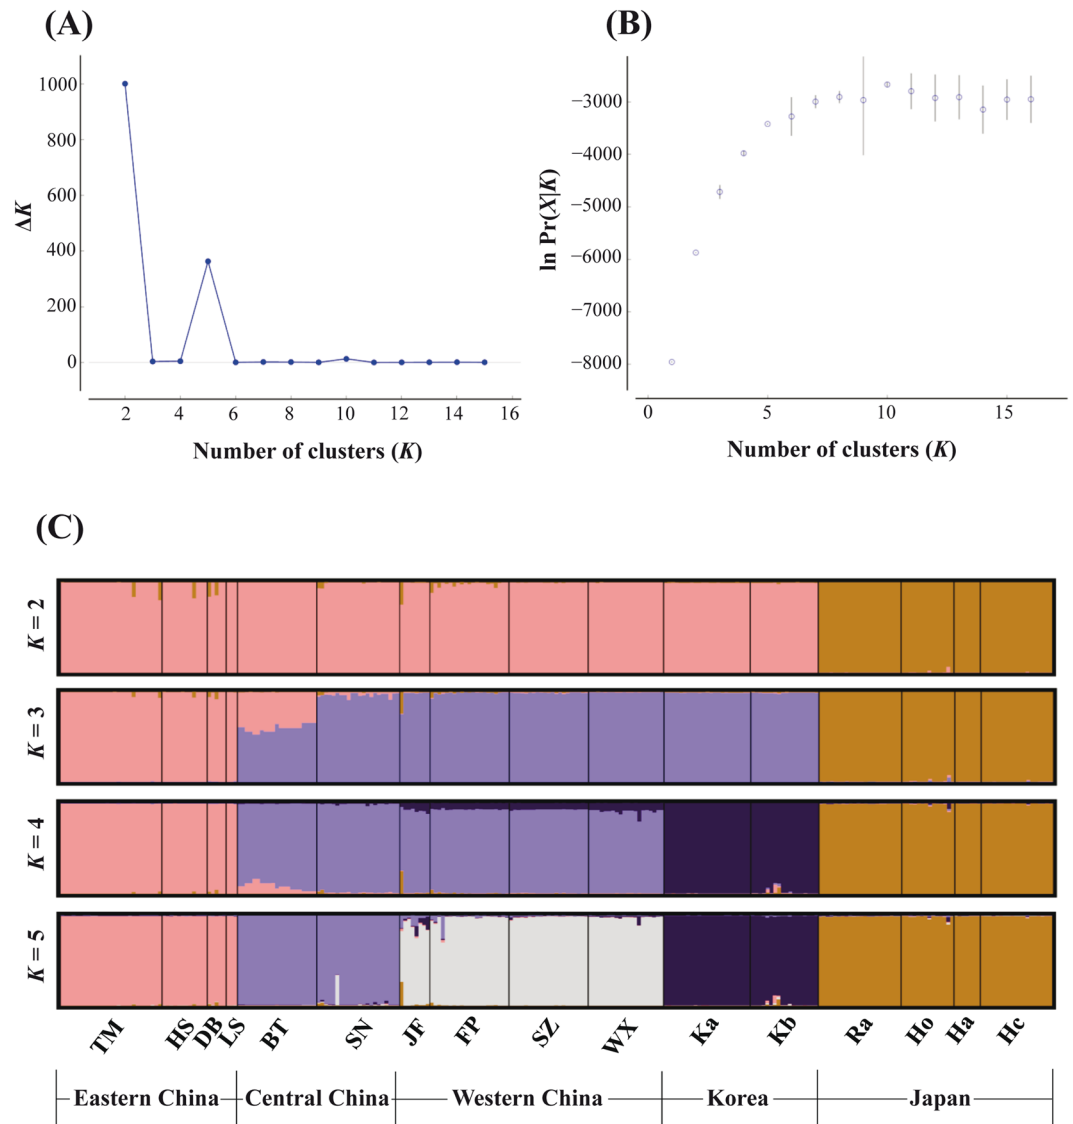 (A)
(B)
1000
800
600
400
200
0
ΔK
2 4 6 8 10 12 14 16
Number of clusters (K)
−3000
−4000
−5000
−6000
−7000
−8000
ln Pr(X|K)
0 5 10 15
Number of clusters (K)
(C)
K = 2
K = 3
K = 4
K = 5
TM HS DB LS BT SN JF FP SZ WX Ka Kb Ra Ho Ha Hc
Eastern China Central China Western China Korea Japan